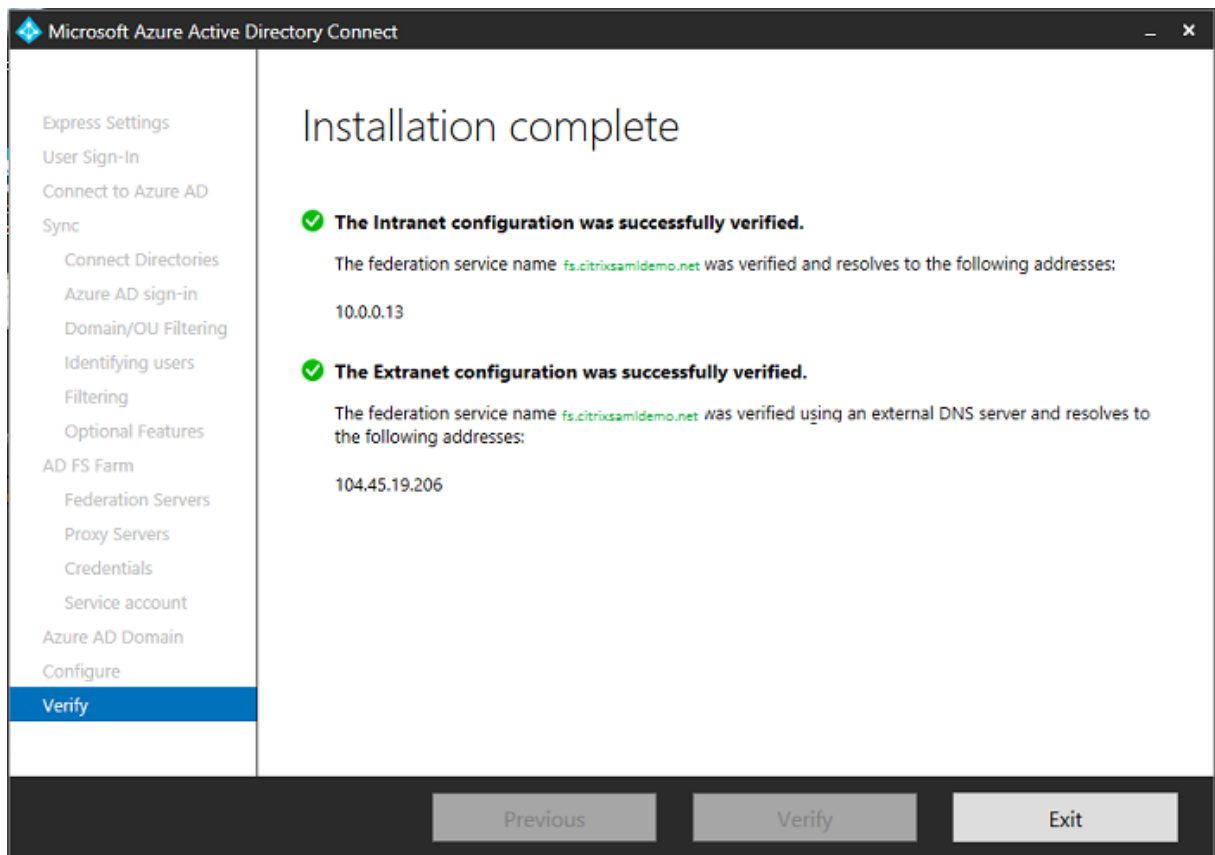 Microsoft Azure Active Directory Connect
Express Settings
User Sign-In
Connect to Azure AD
Sync
Connect Directories
Azure AD sign-in
Domain/OU Filtering
Identifying users
Filtering
Optional Features
AD FS Farm
Federation Servers
Proxy Servers
Credentials
Service account
Azure AD Domain
Configure
Verify
Installation complete
The Intranet configuration was successfully verified.
The federation service name fs.citrixsamldemo.net was verified and resolves to the following addresses:
10.0.0.13
The Extranet configuration was successfully verified.
The federation service name fs.citrixsamldemo.net was verified using an external DNS server and resolves to
the following addresses:
104.45.19.206
Previous
Verify
Exit